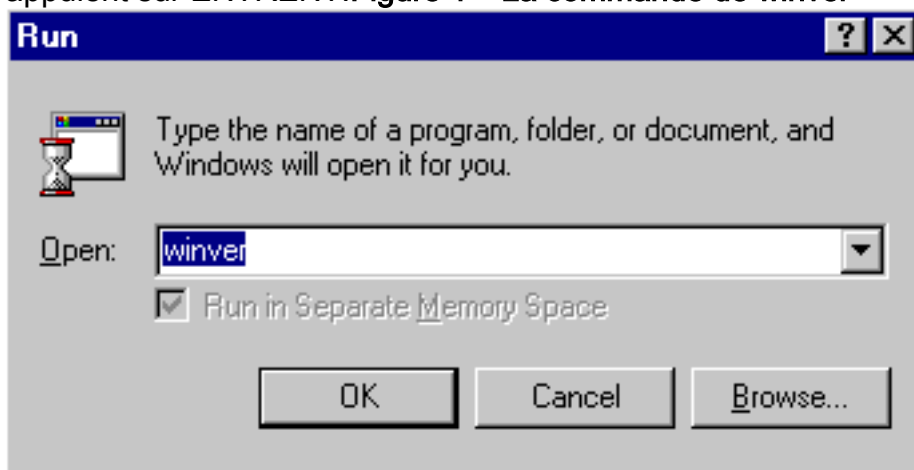 Run
Type the name of a program, folder, or document, and
Windows will open it for you.
Open: winver
Run in Separate Memory Space
OK Cancel Browse...